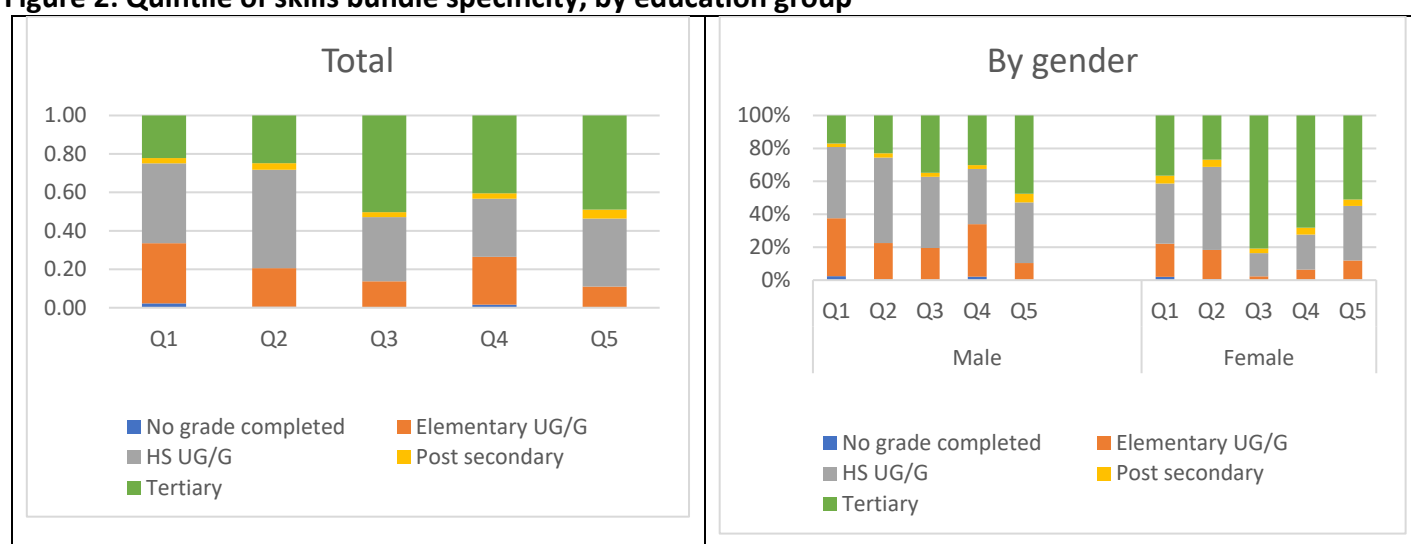 Figure 2: Quintile of skills bundle specificity, by education group
Total
1.00
0.80
0.60
0.40
0.20
0.00
Q1 Q2 Q3 Q4 Q5
No grade completed Elementary UG/G
HS UG/G Post secondary
Tertiary
By gender
100%
80%
60%
40%
20%
0%
Q1 Q2 Q3 Q4 Q5 Q1 Q2 Q3 Q4 Q5
Male Female
No grade completed Elementary UG/G
HS UG/G Post secondary
Tertiary